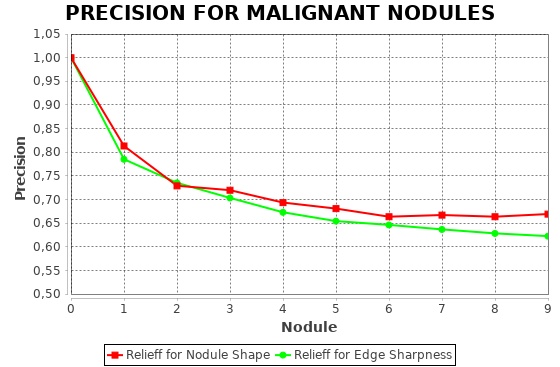 PRECISION FOR MALIGNANT NODULES
1,05
1,00
0,95
0,90
0,85
0,80
0,75
0,70
0,65
0,60
0,55
0,50
Precision
0 1 2 3 4 5 6 7 8 9
Nodule
Relieff for Nodule Shape Relieff for Edge Sharpness